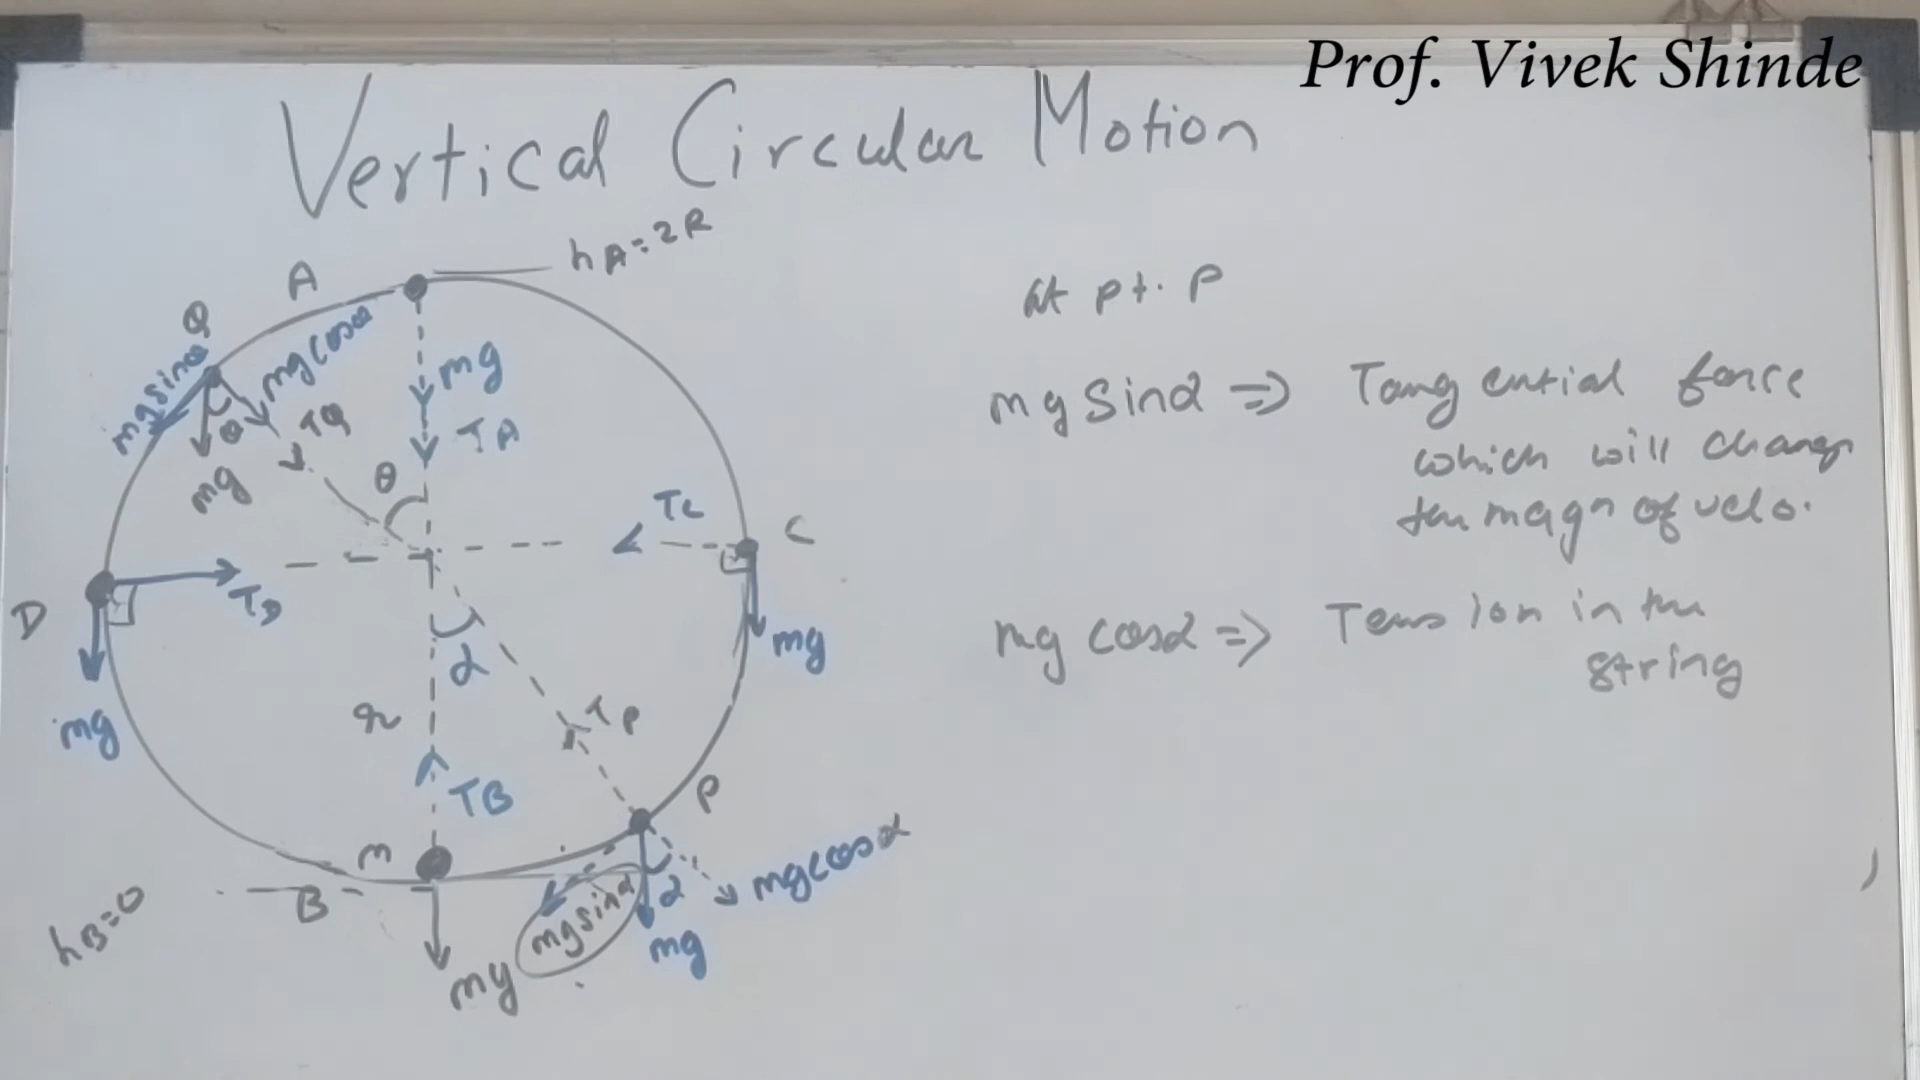 Prof. Vivek Shinde
Vertical Circular Motion
hA=2R
A
Q
mg sinθ
mg cosθ
mg
TA
θ
TQ
mg
θ
TC
C
mg
D
TD
mg
α
r
TP
TB
P
m
B
hB=0
mg
mg sinα
α
mg
mg cosα
at pt. P
mg sinα ⇒ Tangential force
which will change
the magn of velo.
mg cosα ⇒ Tension in the
string